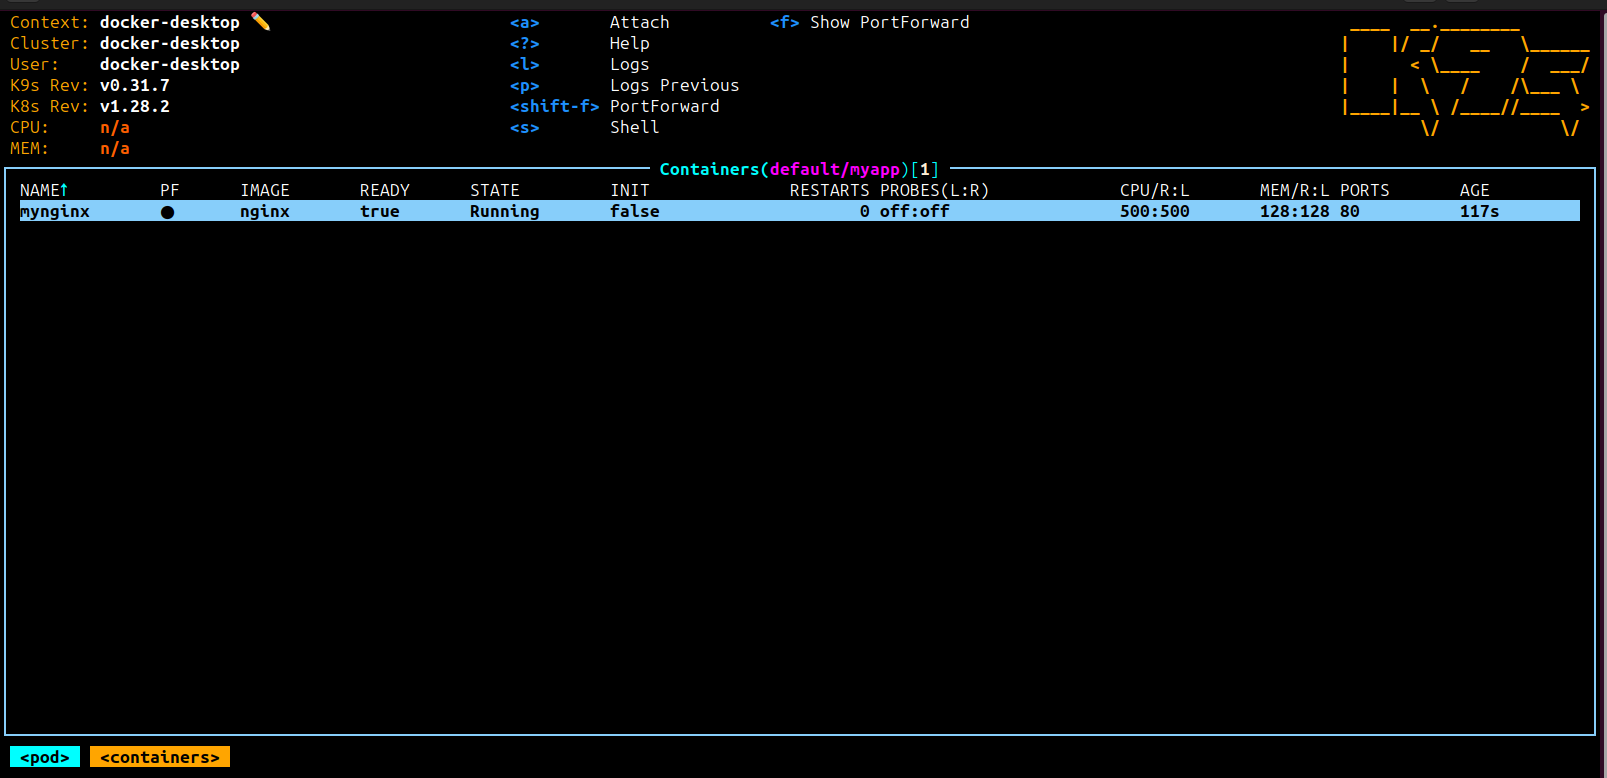 Context: docker-desktop ✏️ <a> Attach <f> Show PortForward
Cluster: docker-desktop <?> Help
User: docker-desktop <l> Logs
K9s Rev: v0.31.7 <p> Logs Previous
K8s Rev: v1.28.2 <shift-f> PortForward
CPU: n/a <s> Shell
MEM: n/a
Containers(default/myapp)[1]
NAME↑ PF IMAGE READY STATE INIT RESTARTS PROBES(L:R) CPU/R:L MEM/R:L PORTS AGE
mynginx ● nginx true Running false 0 off:off 500:500 128:128 80 117s
<pod> <containers>